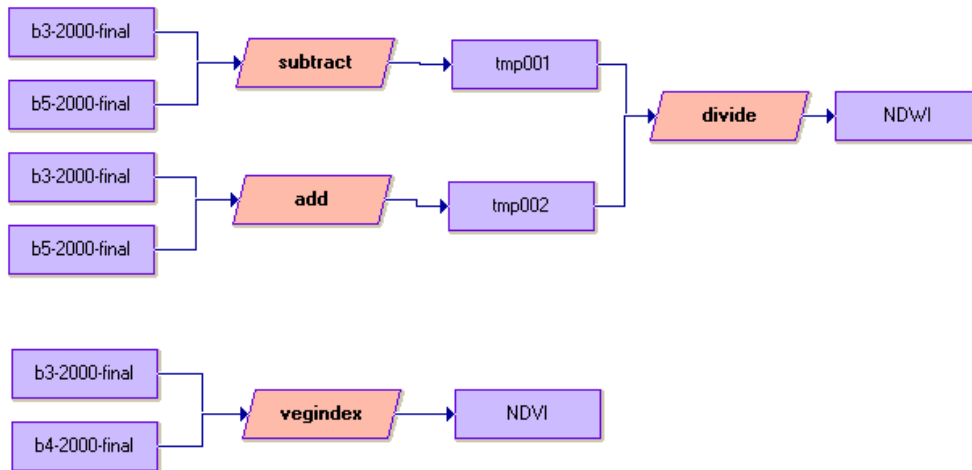 b3-2000-final
subtract
tmp001
b5-2000-final
divide
NDWI
b3-2000-final
add
tmp002
b5-2000-final
b3-2000-final
vegindex
NDVI
b4-2000-final